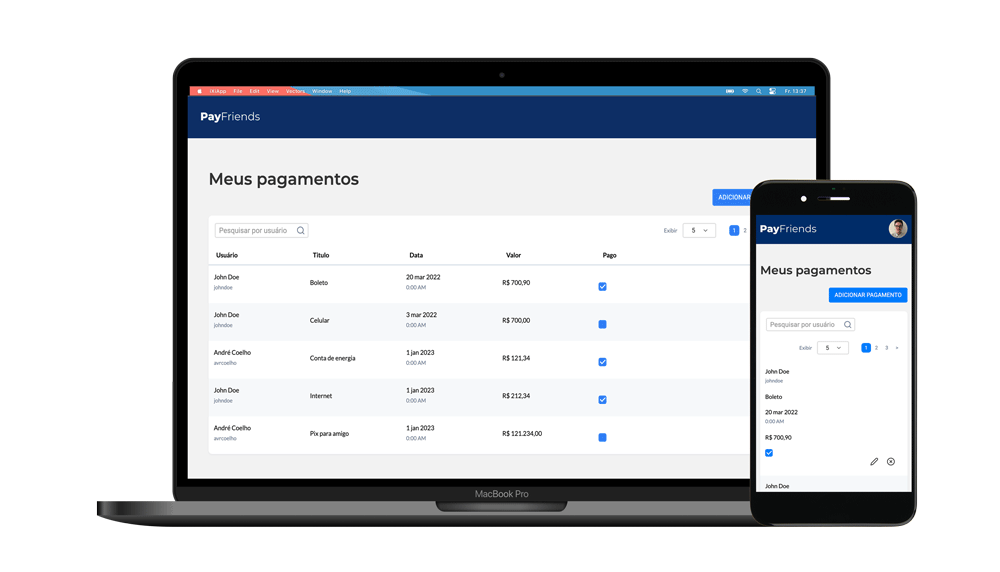 File Edit View Window Help
Fr. 13:37
PayFriends
Meus pagamentos
ADICIONAR
Pesquisar por usuário
Exibir 5 1 2
Usuário Título Data Valor Pago
John Doe
johndoe
Boleto
20 mar 2022
0:00 AM
R$ 700,90
John Doe
johndoe
Celular
3 mar 2022
0:00 AM
R$ 700,00
André Coelho
avrcoelho
Conta de energia
1 jan 2023
0:00 AM
R$ 121,34
John Doe
johndoe
Internet
1 jan 2023
0:00 AM
R$ 212,34
André Coelho
avrcoelho
Pix para amigo
1 jan 2023
0:00 AM
R$ 121.234,00
MacBook Pro
PayFriends
Meus pagamentos
ADICIONAR PAGAMENTO
Pesquisar por usuário
Exibir 5 1 2 3 »
John Doe
johndoe
Boleto
20 mar 2022
0:00 AM
R$ 700,90
John Doe